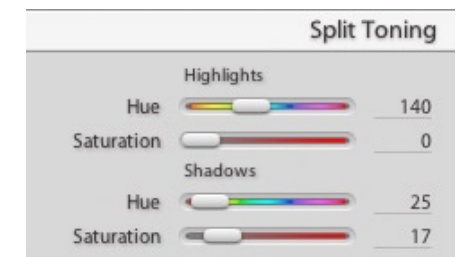 Split Toning
Highlights
Hue 140
Saturation 0
Shadows
Hue 25
Saturation 17